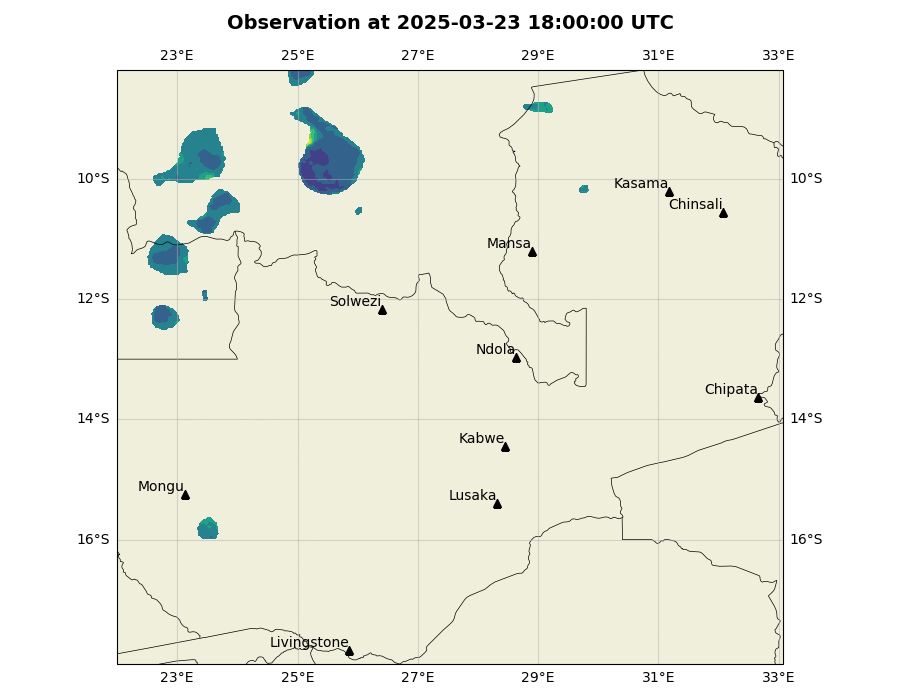 Observation at 2025-03-23 18:00:00 UTC
23°E 25°E 27°E 29°E 31°E 33°E
10°S 10°S
Kasama
Chinsali
Mansa
12°S 12°S
Solwezi
Ndola
Chipata
14°S 14°S
Kabwe
Mongu
Lusaka
16°S 16°S
Livingstone
23°E 25°E 27°E 29°E 31°E 33°E